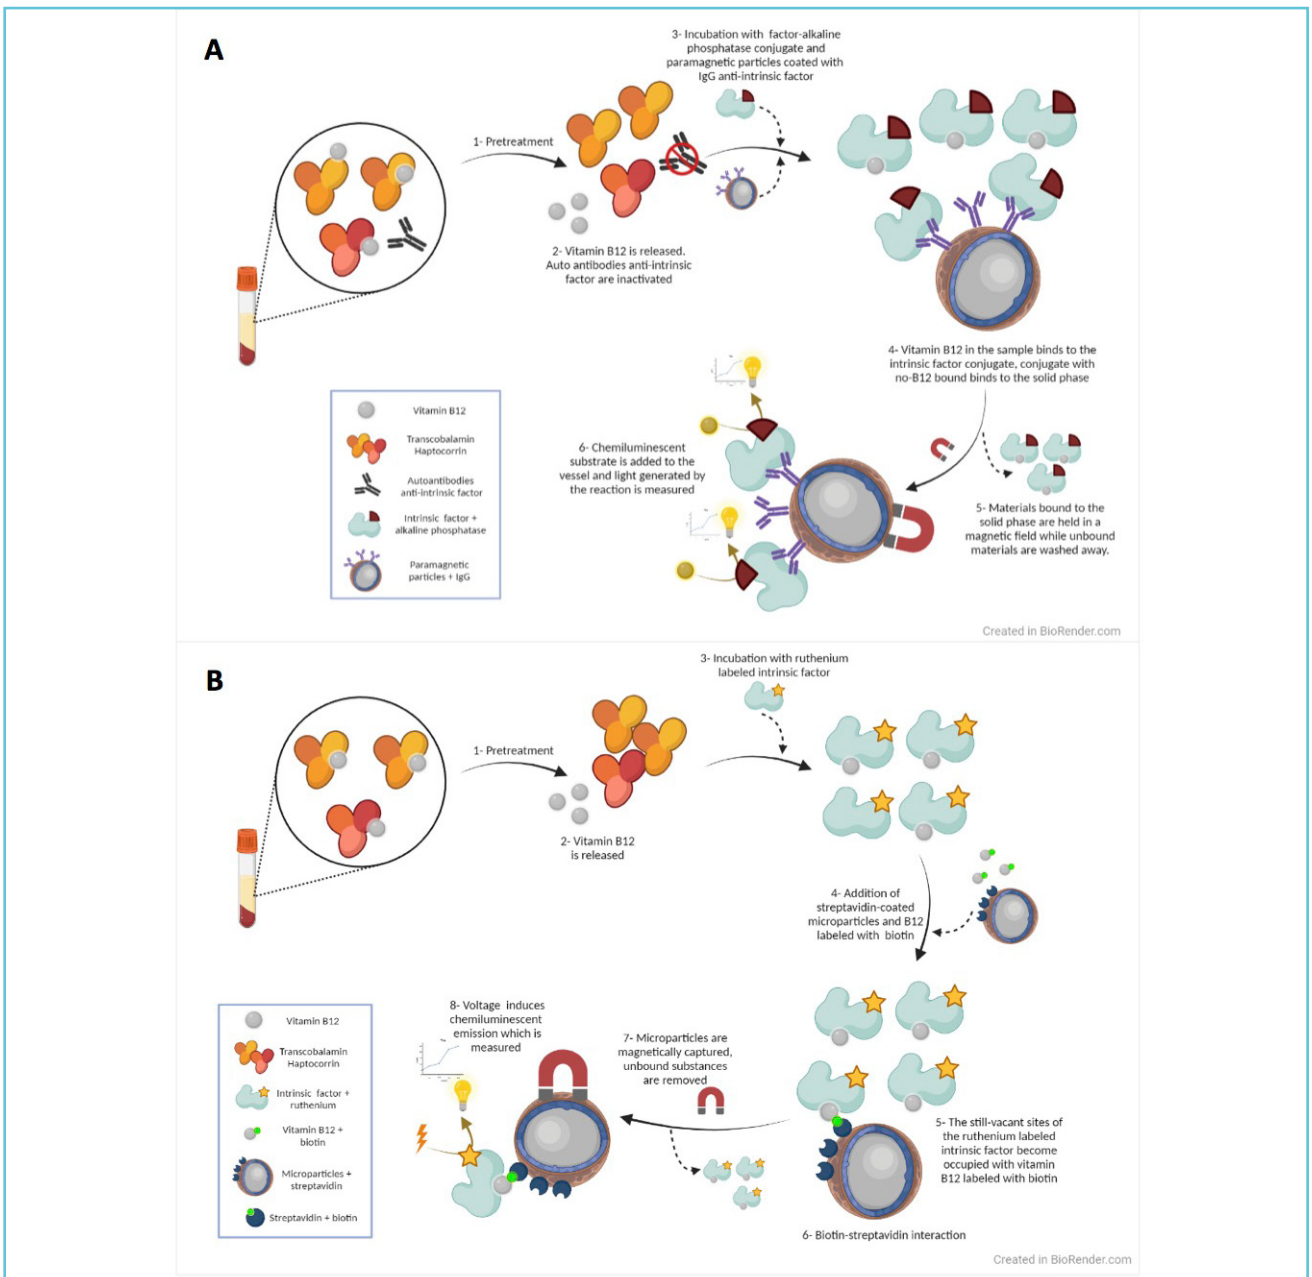 A
3- Incubation with factor-alkaline
phosphatase conjugate and
paramagnetic particles coated with
IgG anti-intrinsic factor
1- Pretreatment
2- Vitamin B12 is released.
Auto antibodies anti-intrinsic
factor are inactivated
4- Vitamin B12 in the sample binds to the
intrinsic factor conjugate, conjugate with
no-B12 bound binds to the solid phase
Vitamin B12
Transcobalamin
Haptocorrin
Autoantibodies
anti-intrinsic factor
Intrinsic factor +
alkaline phosphatase
Paramagnetic
particles + IgG
6- Chemiluminescent
substrate is added to the
vessel and light generated by
the reaction is measured
5- Materials bound to the
solid phase are held in a
magnetic field while unbound
materials are washed away.
Created in BioRender.com
B
3- Incubation with ruthenium
labeled intrinsic factor
1- Pretreatment
2- Vitamin B12
is released
4- Addition of
streptavidin-coated
microparticles and B12
labeled with biotin
Vitamin B12
Transcobalamin
Haptocorrin
Intrinsic factor +
ruthenium
Vitamin B12 +
biotin
Microparticles +
streptavidin
Streptavidin + biotin
8- Voltage induces
chemiluminescent
emission which is
measured
7- Microparticles are
magnetically captured,
unbound substances
are removed
5- The still-vacant sites of
the ruthenium labeled
intrinsic factor become
occupied with vitamin
B12 labeled with biotin
6- Biotin-streptavidin interaction
Created in BioRender.com